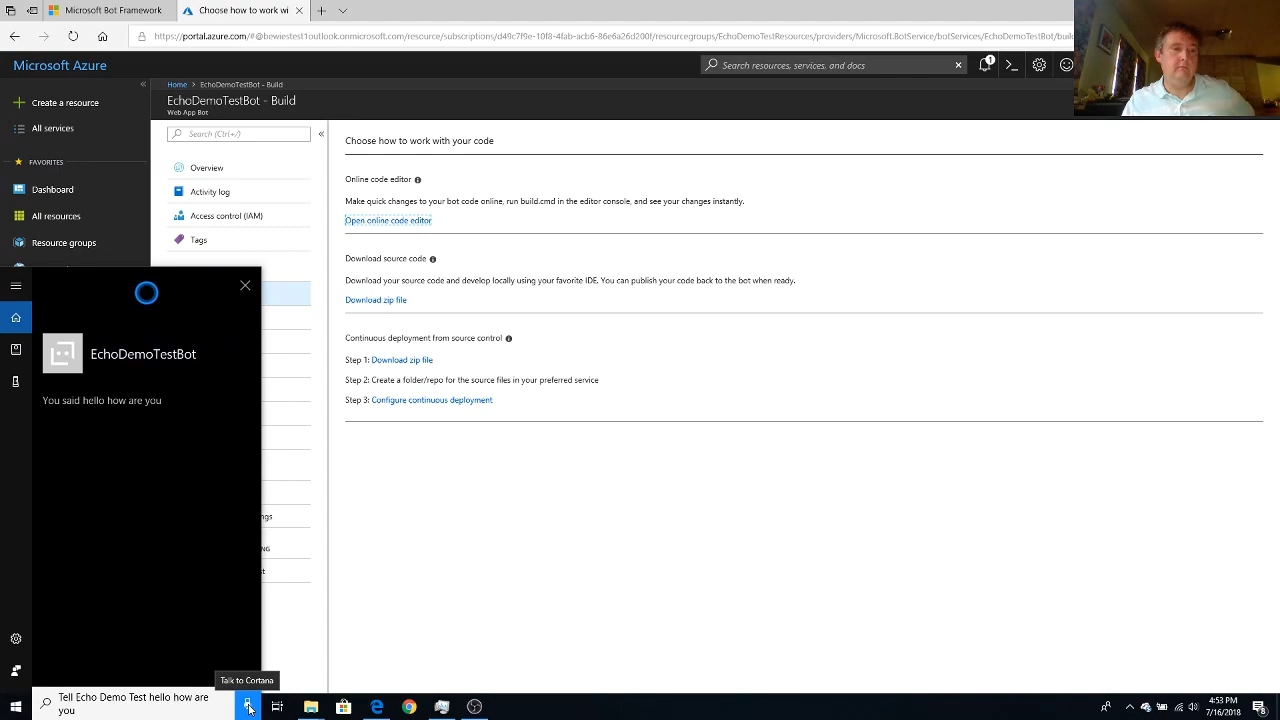 Microsoft Bot Framework
Choose how to work wi
https://portal.azure.com/#@bewiestest1outlook.onmicrosoft.com/resource/subscriptions/d49c7f9e-10f8-4fab-acb6-86e6a26d200f/resourcegroups/EchoDemoTestResources/providers/Microsoft.BotService/botServices/EchoDemoTestBot/buil
Microsoft Azure
Search resources, services, and docs
1
Home > EchoDemoTestBot - Build
EchoDemoTestBot - Build
Web App Bot
Create a resource
All services
FAVORITES
Dashboard
All resources
Resource groups
Search (Ctrl+/)
Overview
Activity log
Access control (IAM)
Tags
ngs
NG
t
Choose how to work with your code
Online code editor
Make quick changes to your bot code online, run build.cmd in the editor console, and see your changes instantly.
Open online code editor
Download source code
Download your source code and develop locally using your favorite IDE. You can publish your code back to the bot when ready.
Download zip file
Continuous deployment from source control
Step 1: Download zip file
Step 2: Create a folder/repo for the source files in your preferred service
Step 3: Configure continuous deployment
EchoDemoTestBot
You said hello how are you
Talk to Cortana
Tell Echo Demo Test hello how are
you
4:53 PM
7/16/2018
8